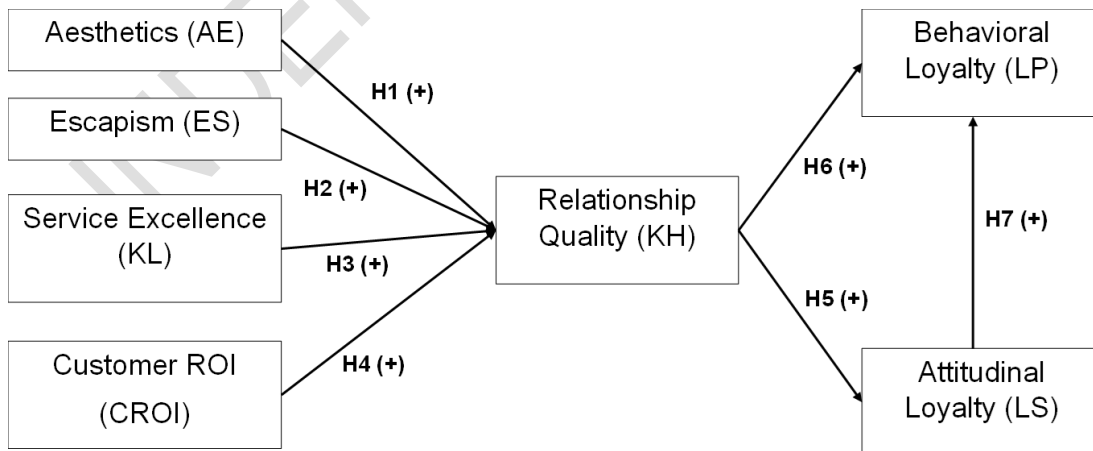 Aesthetics (AE)
Escapism (ES)
Service Excellence
(KL)
Customer ROI
(CROI)
H1 (+)
H2 (+)
H3 (+)
H4 (+)
Relationship
Quality (KH)
H6 (+)
H5 (+)
Behavioral
Loyalty (LP)
H7 (+)
Attitudinal
Loyalty (LS)